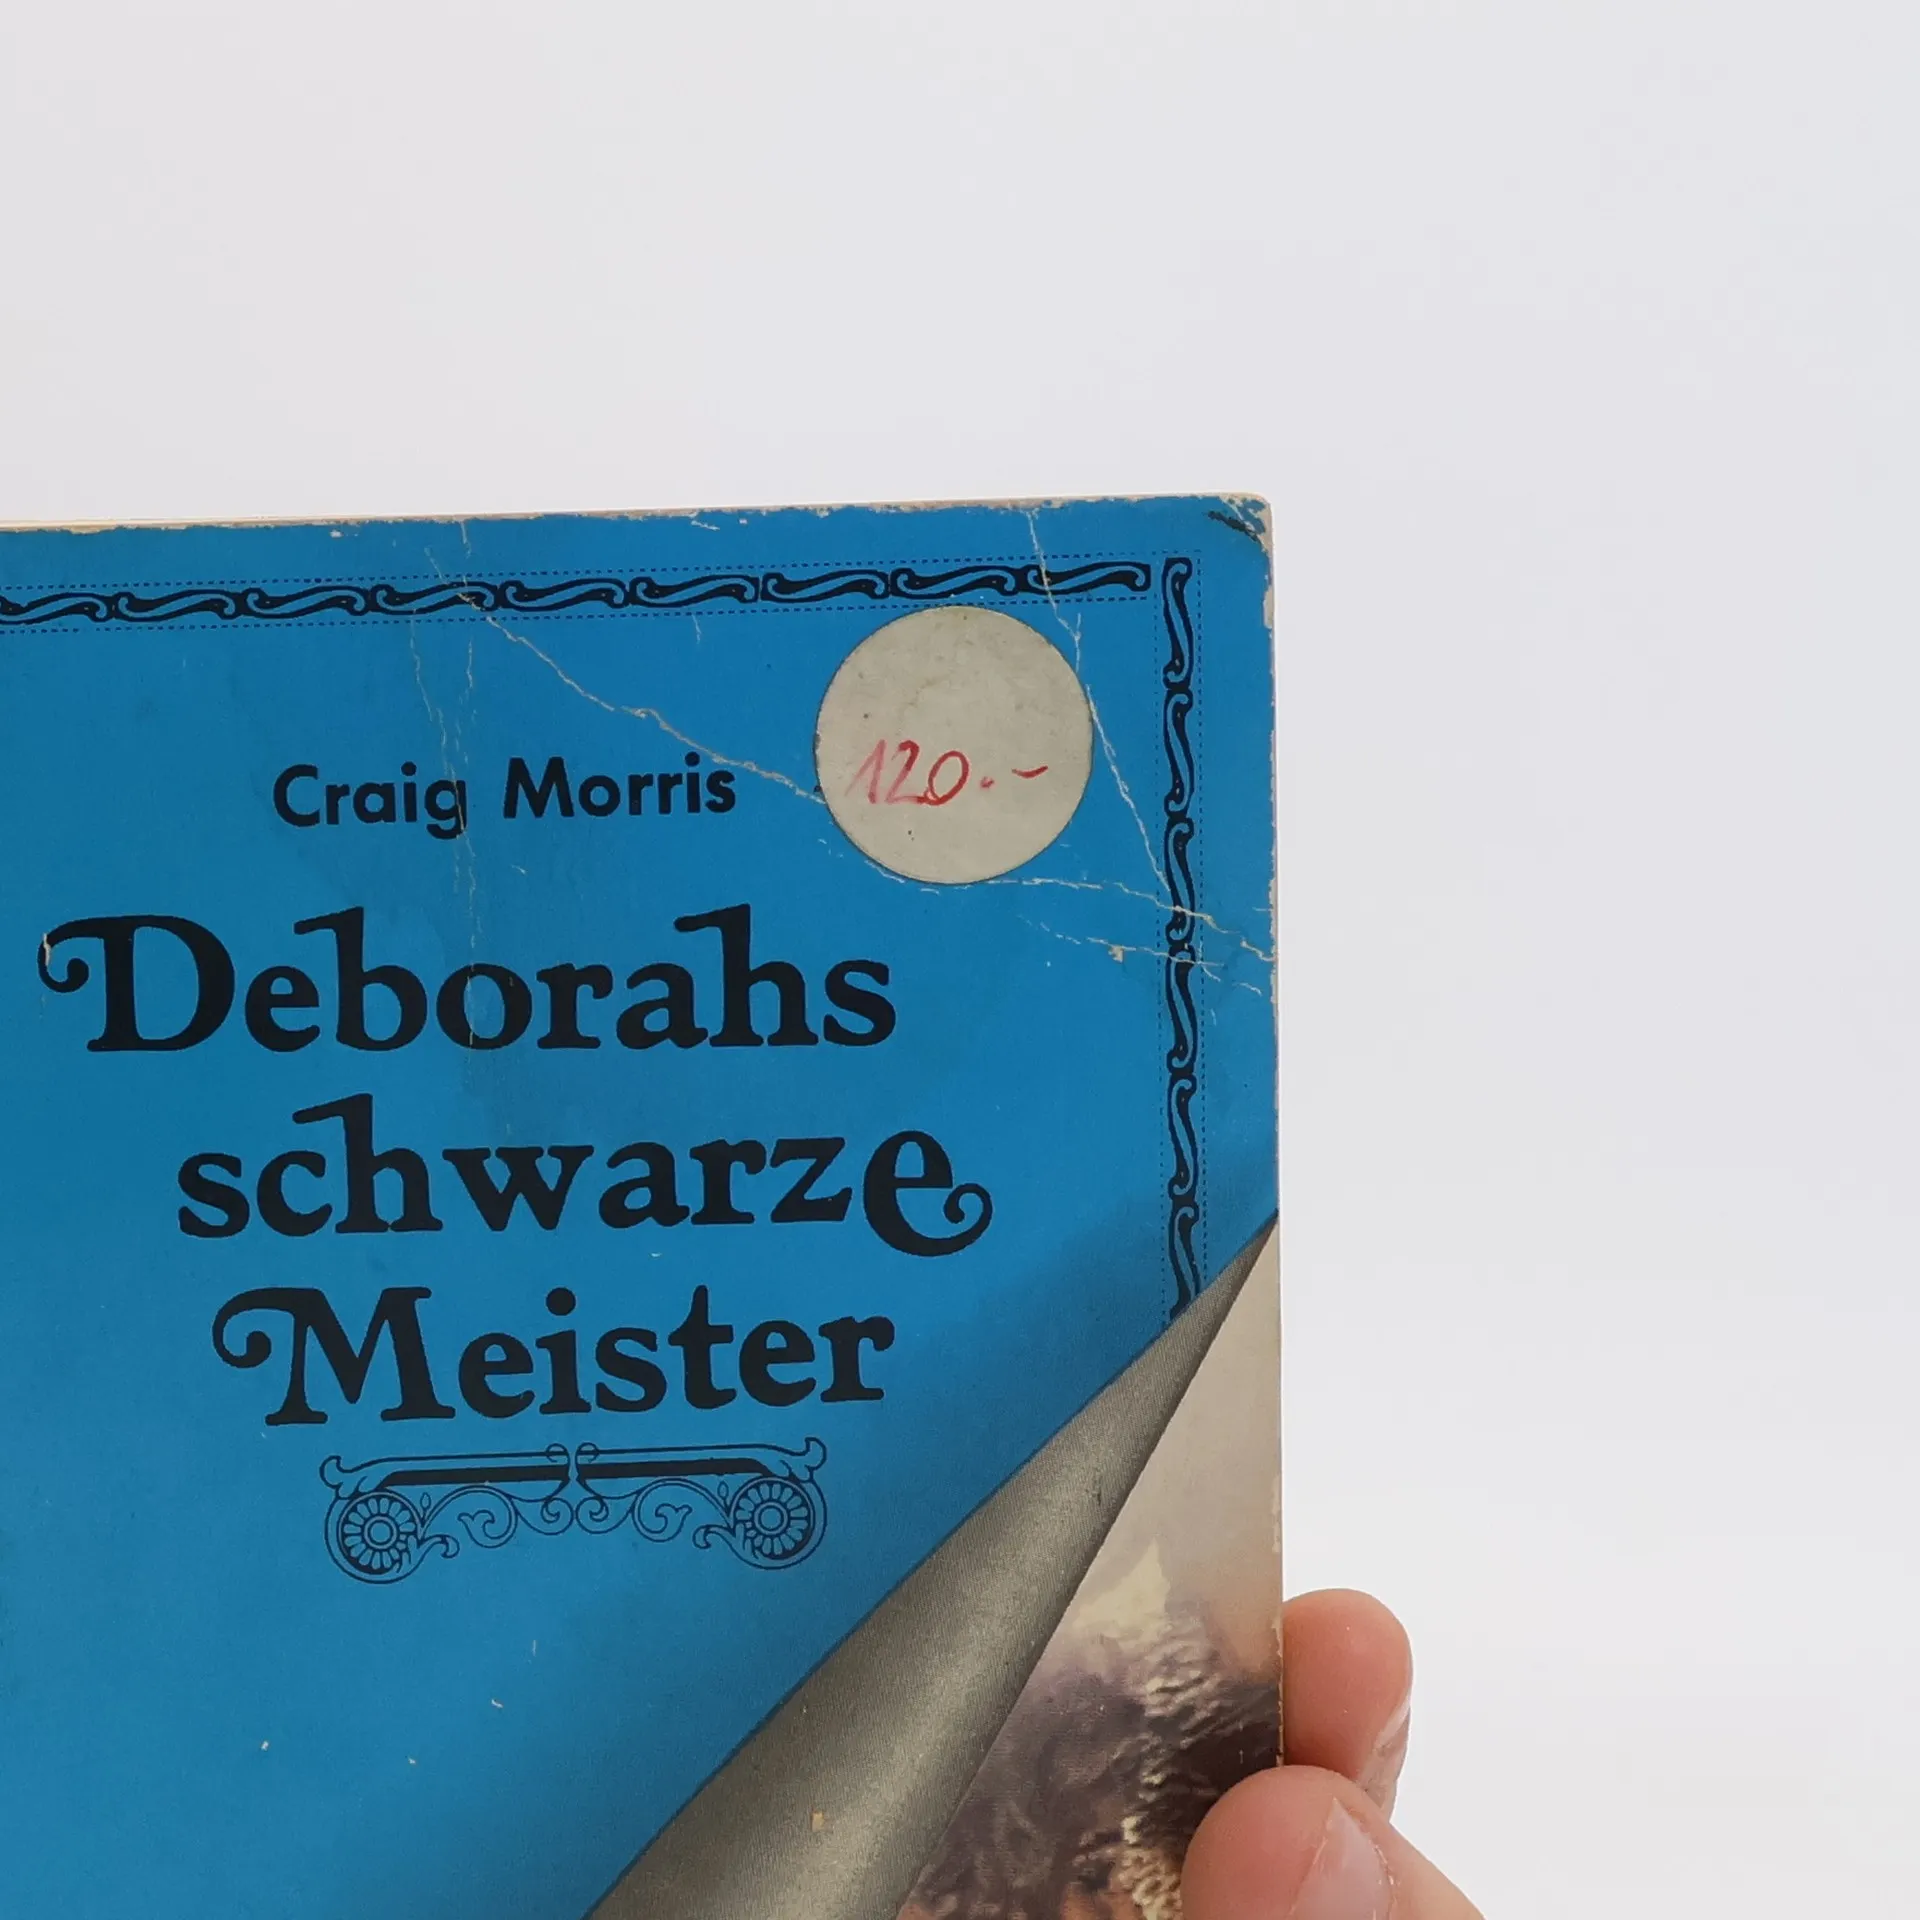 120.-
Craig Morris
Deborahs
schwarze
Meister